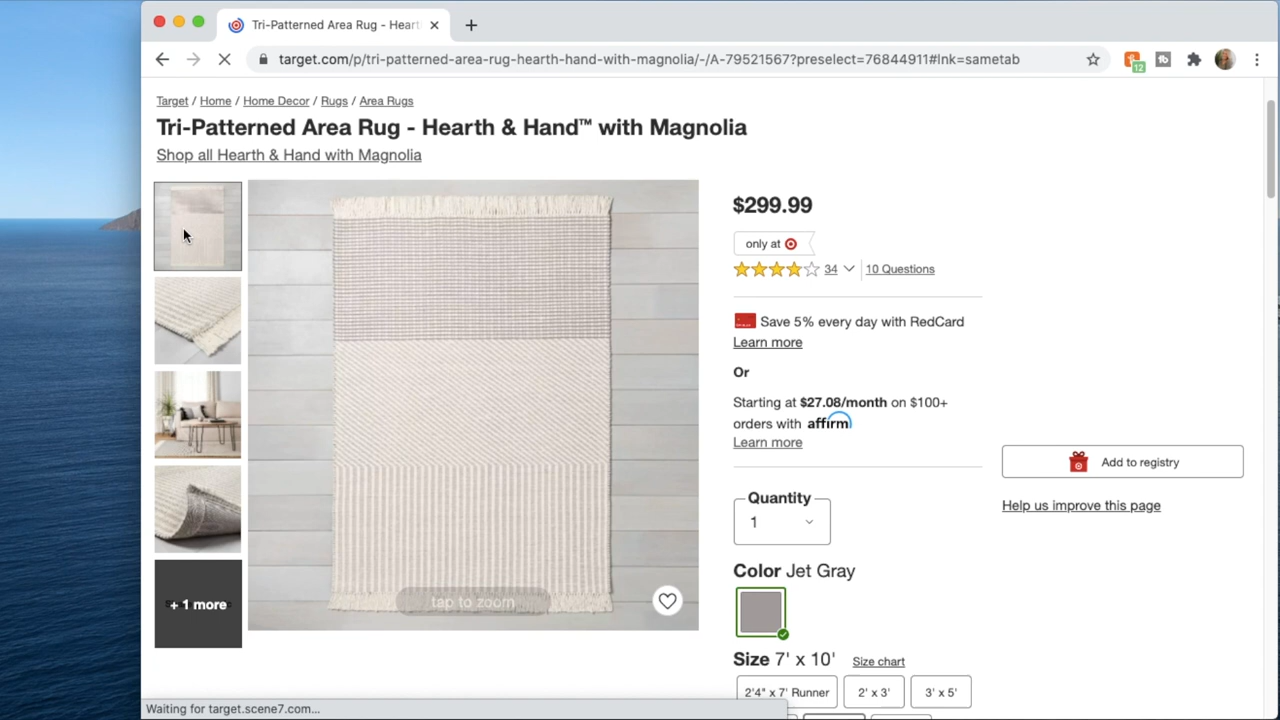 Tri-Patterned Area Rug - Heart
target.com/p/tri-patterned-area-rug-hearth-hand-with-magnolia/-/A-79521567?preselect=76844911#lnk=sametab
12
Target / Home / Home Decor / Rugs / Area Rugs
Tri-Patterned Area Rug - Hearth & Hand™ with Magnolia
Shop all Hearth & Hand with Magnolia
$299.99
only at
34
10 Questions
Save 5% every day with RedCard
Learn more
Or
Starting at $27.08/month on $100+
orders with affirm
Learn more
Add to registry
Quantity
1
Help us improve this page
Color Jet Gray
+ 1 more
tap to zoom
Size 7' x 10'
Size chart
2'4" x 7' Runner
2' x 3'
3' x 5'
Waiting for target.scene7.com...